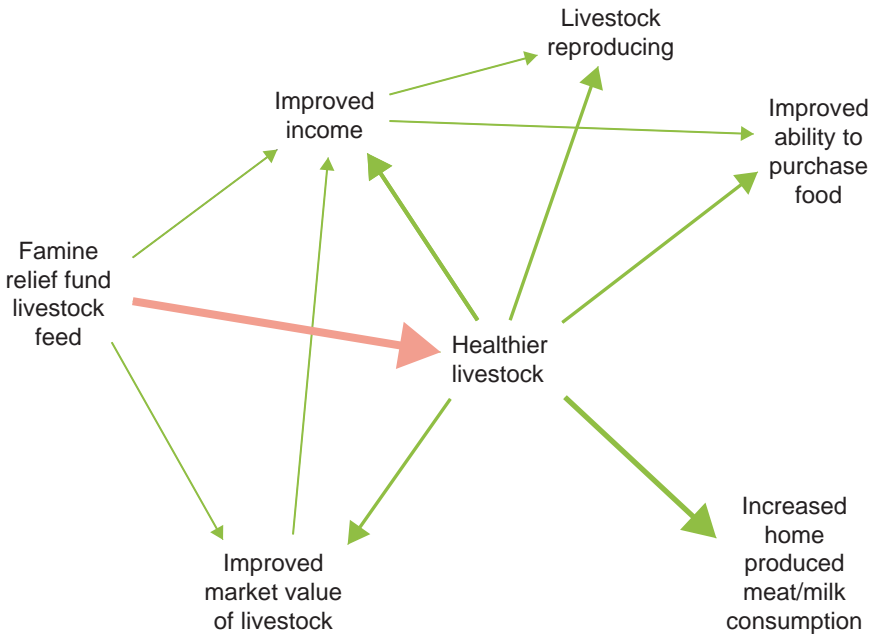 Livestock
reproducing
Improved
income
Improved
ability to
purchase
food
Famine
relief fund
livestock
feed
Healthier
livestock
Increased
home
produced
meat/milk
consumption
Improved
market value
of livestock